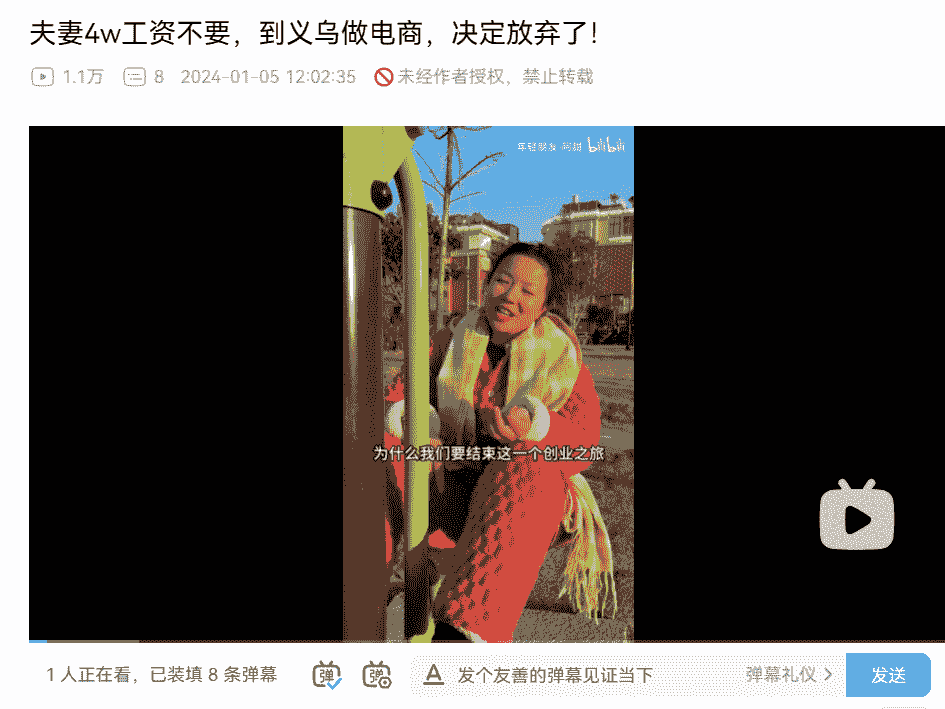 夫妻4w工资不要，到义乌做电商，决定放弃了！
1.1万 8 2024-01-05 12:02:35 未经作者授权，禁止转载
bilibili
为什么我们要结束这一个创业之旅
1 人正在看，已装填 8 条弹幕 弹 弹 A 发个友善的弹幕见证当下 弹幕礼仪 > 发送